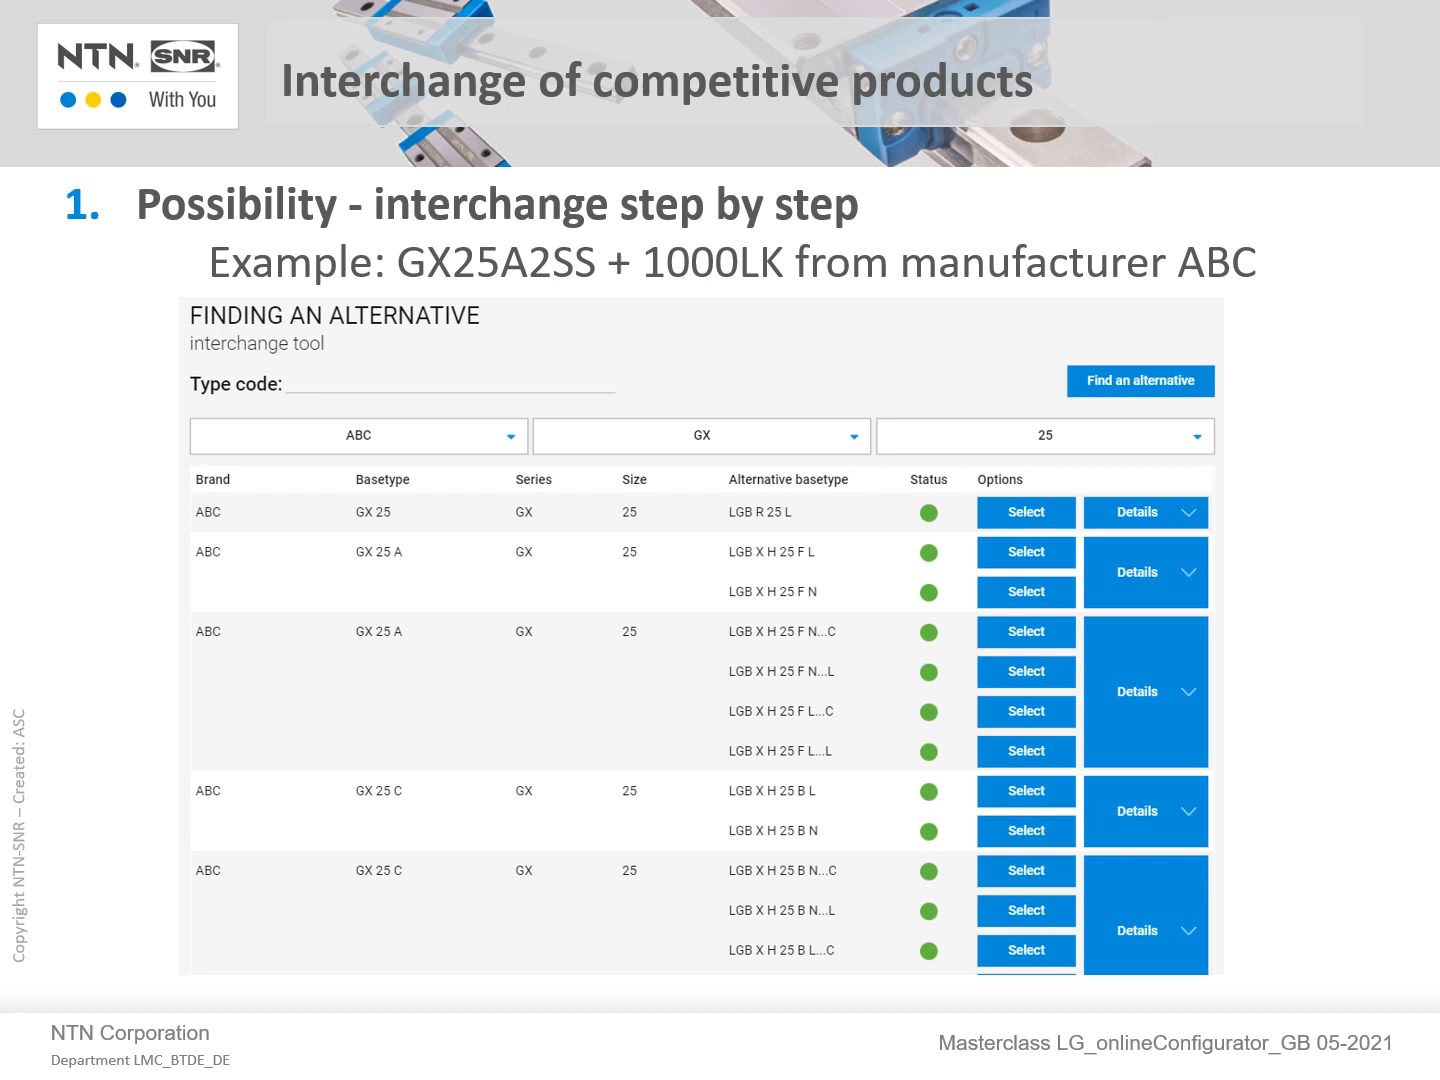 NTN SNR
With You
Interchange of competitive products
1. Possibility - interchange step by step
Example: GX25A2SS + 1000LK from manufacturer ABC
FINDING AN ALTERNATIVE
interchange tool
Type code:
Find an alternative
ABC GX 25
Brand Basetype Series Size Alternative basetype Status Options
ABC GX 25 GX 25 LGB R 25 L Select Details
ABC GX 25 A GX 25 LGB X H 25 F L Select Details
LGB X H 25 F N Select
ABC GX 25 A GX 25 LGB X H 25 F N...C Select Details
LGB X H 25 F N...L Select
LGB X H 25 F L...C Select
LGB X H 25 F L...L Select
ABC GX 25 C GX 25 LGB X H 25 B L Select Details
LGB X H 25 B N Select
ABC GX 25 C GX 25 LGB X H 25 B N...C Select Details
LGB X H 25 B N...L Select
LGB X H 25 B L...C Select
Copyright NTN-SNR – Created: ASC
NTN Corporation
Department LMC_BTDE_DE
Masterclass LG_onlineConfigurator_GB 05-2021